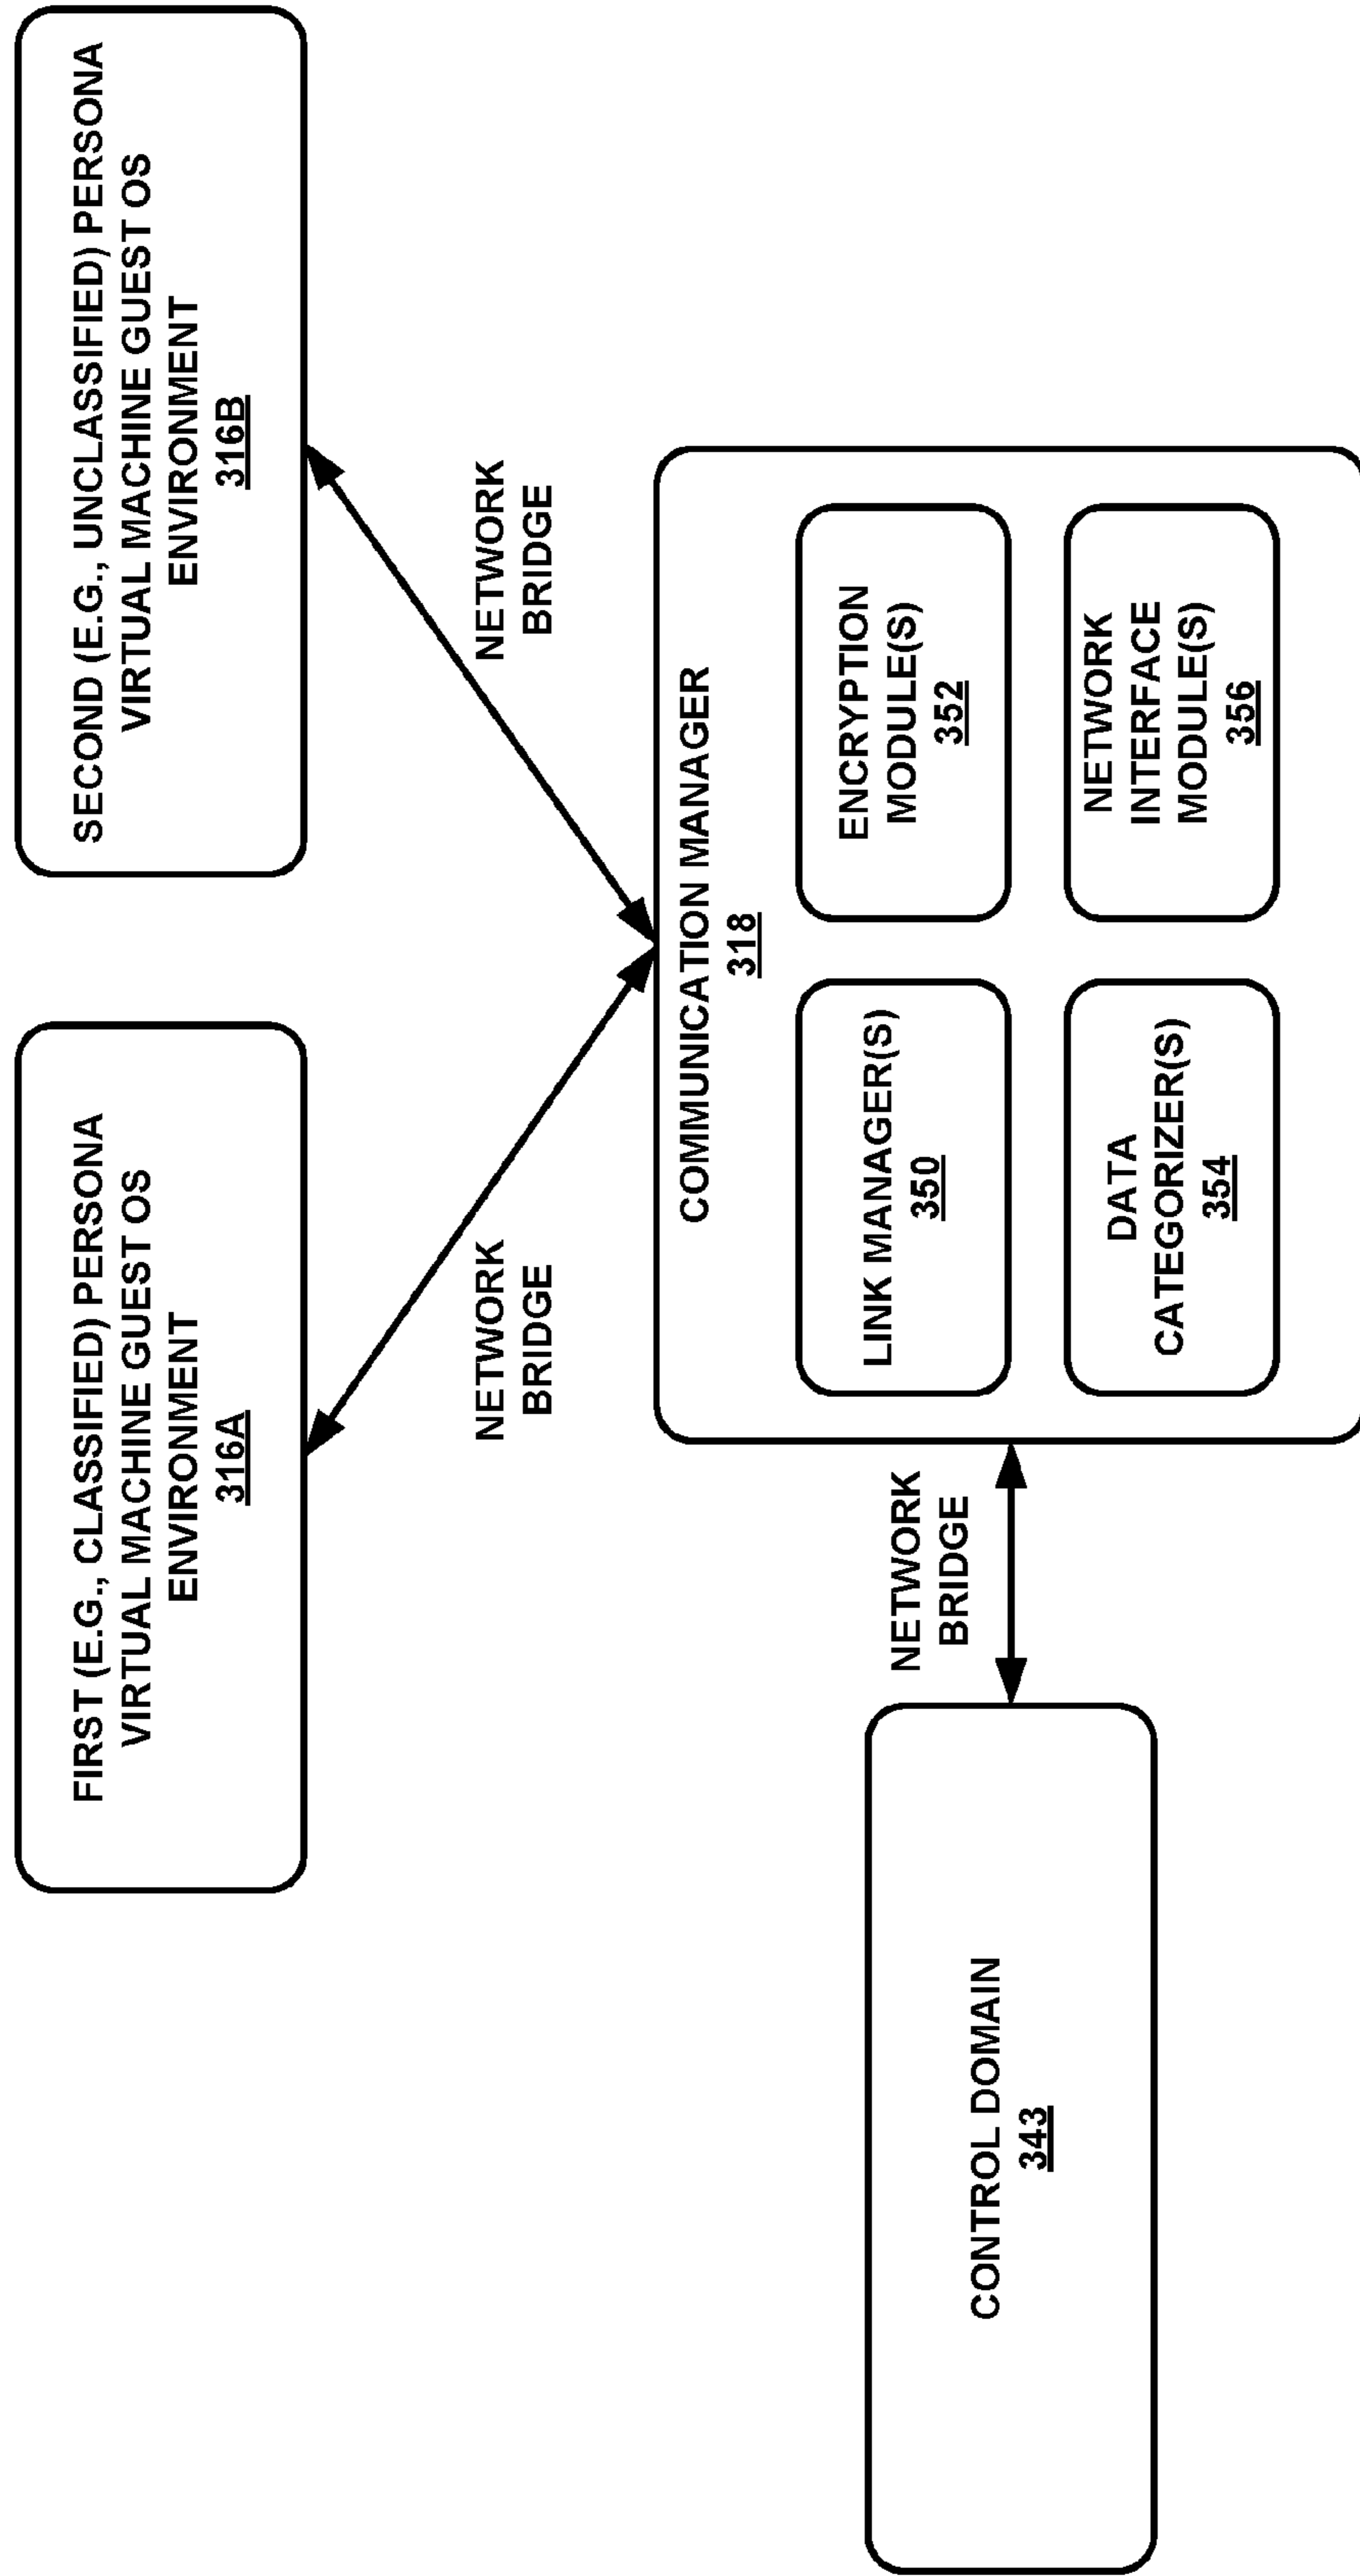 FIRST (E.G., CLASSIFIED) PERSONA
VIRTUAL MACHINE GUEST OS
ENVIRONMENT
316A
SECOND (E.G., UNCLASSIFIED) PERSONA
VIRTUAL MACHINE GUEST OS
ENVIRONMENT
316B
NETWORK
BRIDGE
NETWORK
BRIDGE
COMMUNICATION MANAGER
318
LINK MANAGER(S)
350
ENCRYPTION
MODULE(S)
352
DATA
CATEGORIZER(S)
354
NETWORK
INTERFACE
MODULE(S)
356
NETWORK
BRIDGE
CONTROL DOMAIN
343